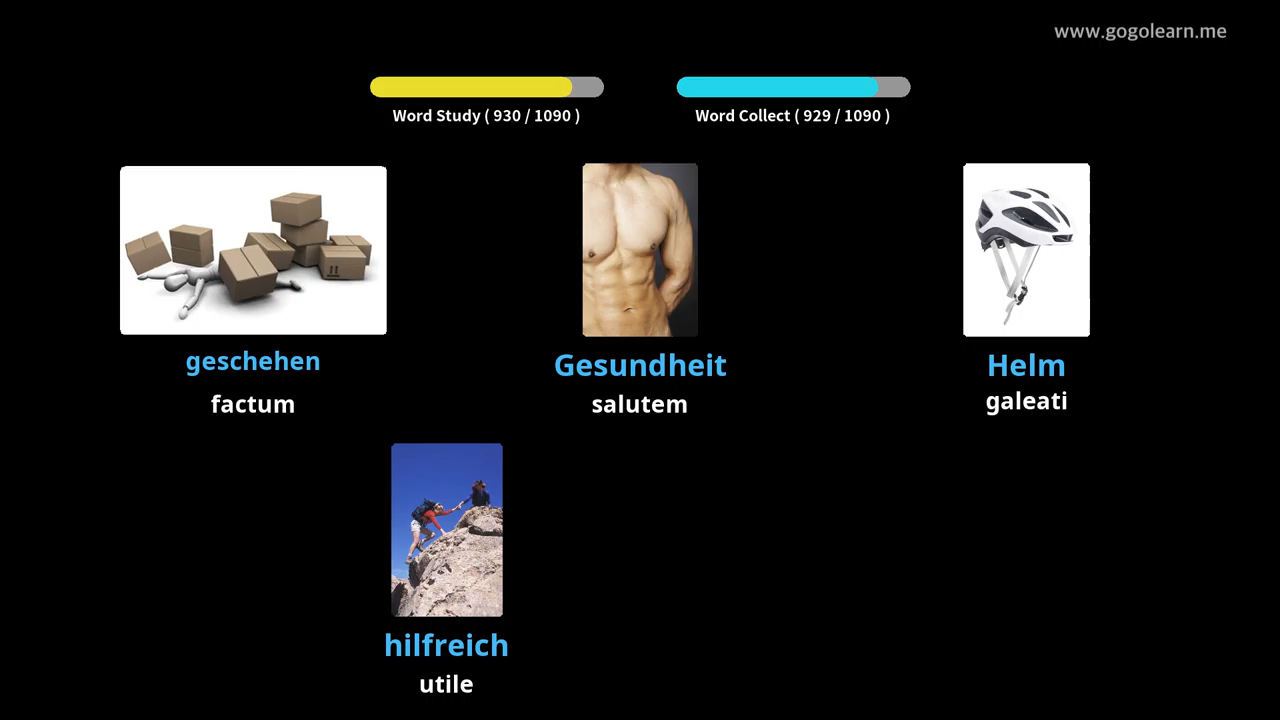 www.gogolearn.me
Word Study ( 930 / 1090 )
Word Collect ( 929 / 1090 )
geschehen
factum
Gesundheit
salutem
Helm
galeati
hilfreich
utile